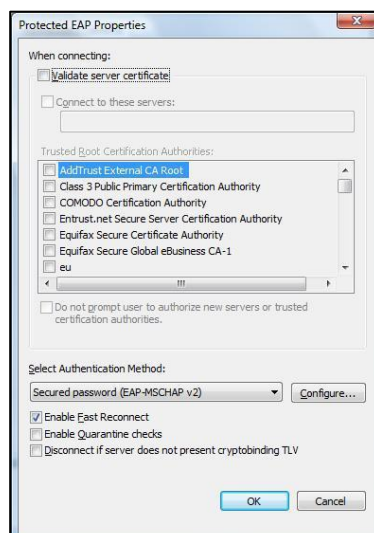 Protected EAP Properties
When connecting:
Validate server certificate
Connect to these servers:
Trusted Root Certification Authorities:
AddTrust External CA Root
Class 3 Public Primary Certification Authority
COMODO Certification Authority
Entrust.net Secure Server Certification Authority
Equifax Secure Certificate Authority
Equifax Secure Global eBusiness CA-1
eu
Do not prompt user to authorize new servers or trusted
certification authorities.
Select Authentication Method:
Secured password (EAP-MSCHAP v2)
Configure...
Enable Fast Reconnect
Enable Quarantine checks
Disconnect if server does not present cryptobinding TLV
OK Cancel